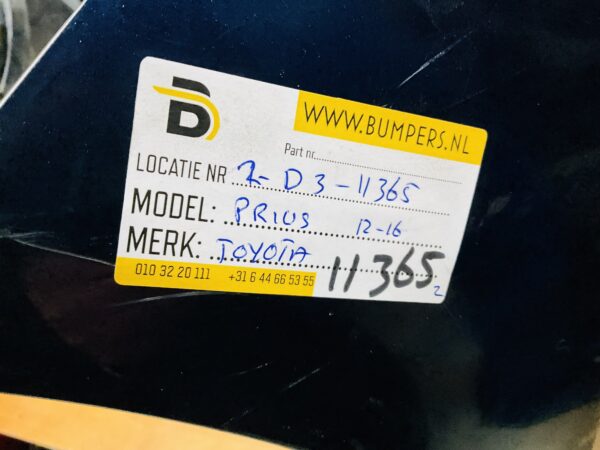 B
WWW.BUMPERS.NL
Part nr...
LOCATIE NR 2-D3-11365
MODEL: PRIUS 12-16
MERK: TOYOTA
11365
2
010 32 20 111 +31 6 44 66 53 55